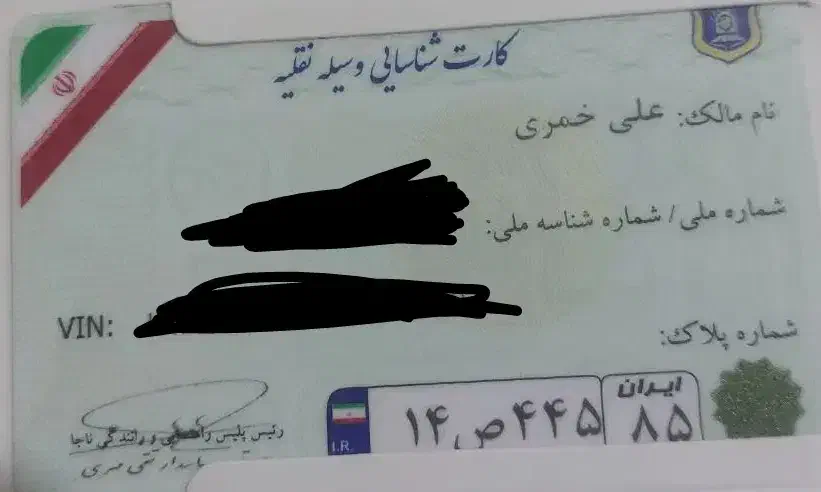 کارت شناسایی وسیله نقلیه
نام مالک: علی خمری
شماره ملی / شماره شناسه ملی:
VIN:
شماره پلاک:
ایران
۱۴ ص ۴۴۵ ۸۵
I.R.
رئیس پلیس راهنمایی و رانندگی ناجا